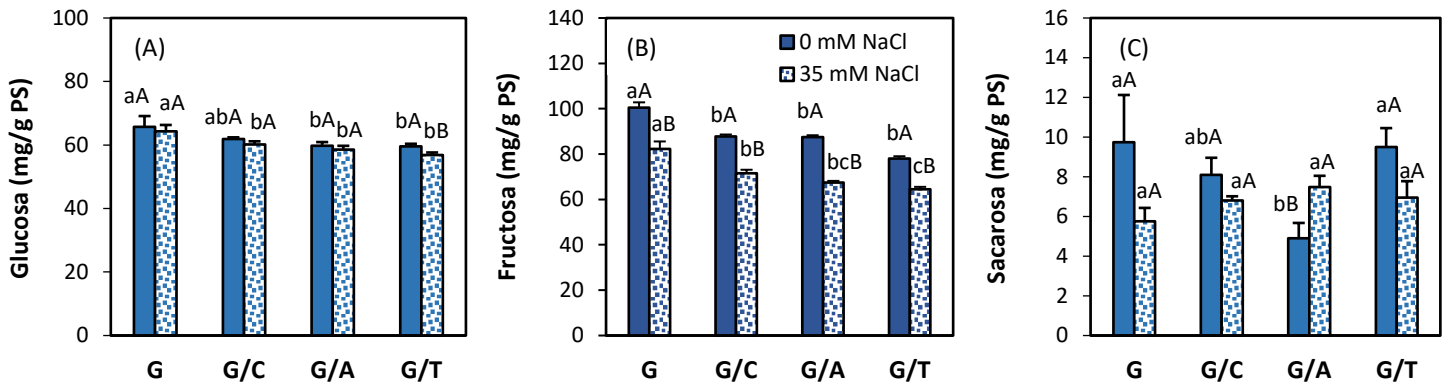 (A)
Glucosa (mg/g PS)
100
80
60
40
20
0
aA aA abA bA bA bA bA bB
G G/C G/A G/T
(B)
Fructosa (mg/g PS)
140
120
100
80
60
40
20
0
0 mM NaCl
35 mM NaCl
aA aB bA bB bA bcB bA cB
G G/C G/A G/T
(C)
Sacarosa (mg/g PS)
16
14
12
10
8
6
4
2
0
aA aA abA aA bB aA aA aA
G G/C G/A G/T